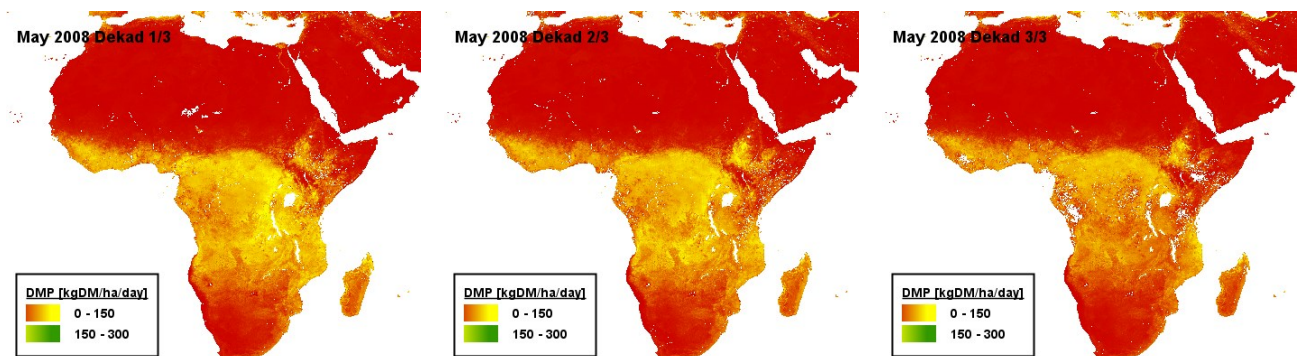 May 2008 Dekad 1/3
DMP [kgDM/ha/day]
0 - 150
150 - 300
May 2008 Dekad 2/3
DMP [kgDM/ha/day]
0 - 150
150 - 300
May 2008 Dekad 3/3
DMP [kgDM/ha/day]
0 - 150
150 - 300